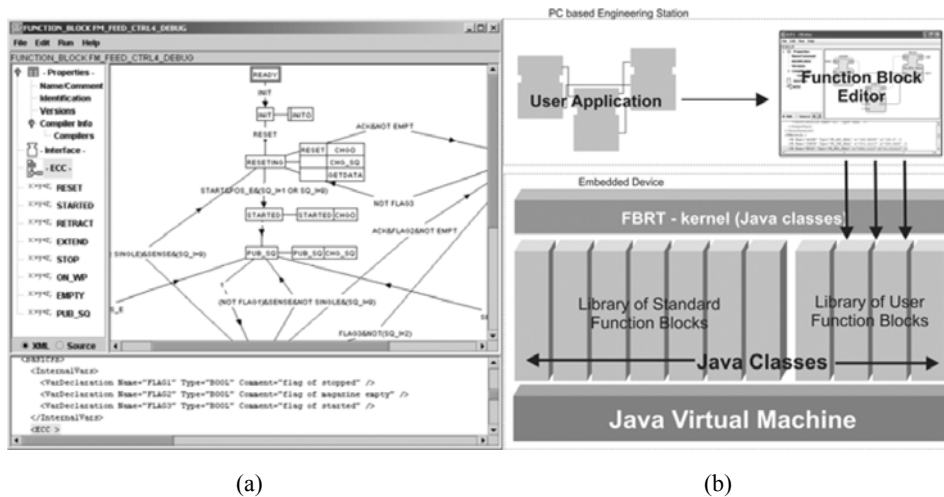 FUNCTION_BLOCK FM_FEED_CTRL4_DEBUG
File Edit Run Help
FUNCTION_BLOCK FM_FEED_CTRL4_DEBUG
- Properties -
Name/Comment
Identification
Versions
Compiler Info
Compilers
- Interface -
- ECC -
RESET
STARTED
RETRACT
EXTEND
STOP
ON_WP
EMPTY
PUB_SQ
XML Source
READY
INIT
INIT INITO
RESET
ACK&NOT EMPT
RESETING RESET CHGO
CHG_SQ
GETDATA
NOT FLAG3
STARTED STARTED CHGO
ACK&FLAG2&NOT EMPT
SINGLE)&SENSE&(SQ_I=9)
PUB_SQ PUB_SQ CHG_SQ
1
S_E
(NOT FLAG1)&SENSE&NOT SINGLE&(SQ_I=9)
FLAG3&NOT(SQ_I=2)
<BasicFB>
<InternalVars>
<VarDeclaration Name="FLAG1" Type="BOOL" Comment="flag of stopped" />
<VarDeclaration Name="FLAG2" Type="BOOL" Comment="flag of magazine empty" />
<VarDeclaration Name="FLAG3" Type="BOOL" Comment="flag of started" />
</InternalVars>
<ECC >
(a)
PC based Engineering Station
User Application
Function Block
Editor
Embedded Device
FBRT - kernel (Java classes)
Library of Standard
Function Blocks
Library of User
Function Blocks
Java Classes
Java Virtual Machine
(b)